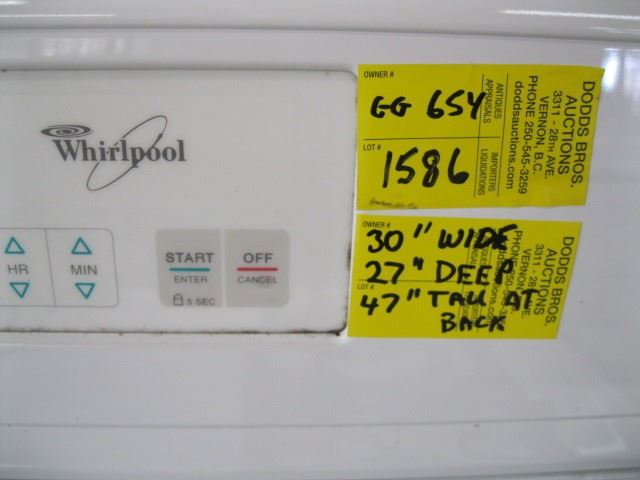 Whirlpool
HR
MIN
START
ENTER
5 SEC
OFF
CANCEL
OWNER #
GG 654
LOT #
1586
ANTIQUES
APPRAISALS
IMPORTERS
LIQUIDATIONS
DODDS BROS.
AUCTIONS
3311 - 28TH AVE.
VERNON, B.C.
PHONE 250-545-3259
doddsauctions.com
OWNER #
30" WIDE
27" DEEP
LOT #
47" TALL AT
BACK
DODDS BROS.
AUCTIONS
3311 - 28TH AVE.
VERNON, B.C.